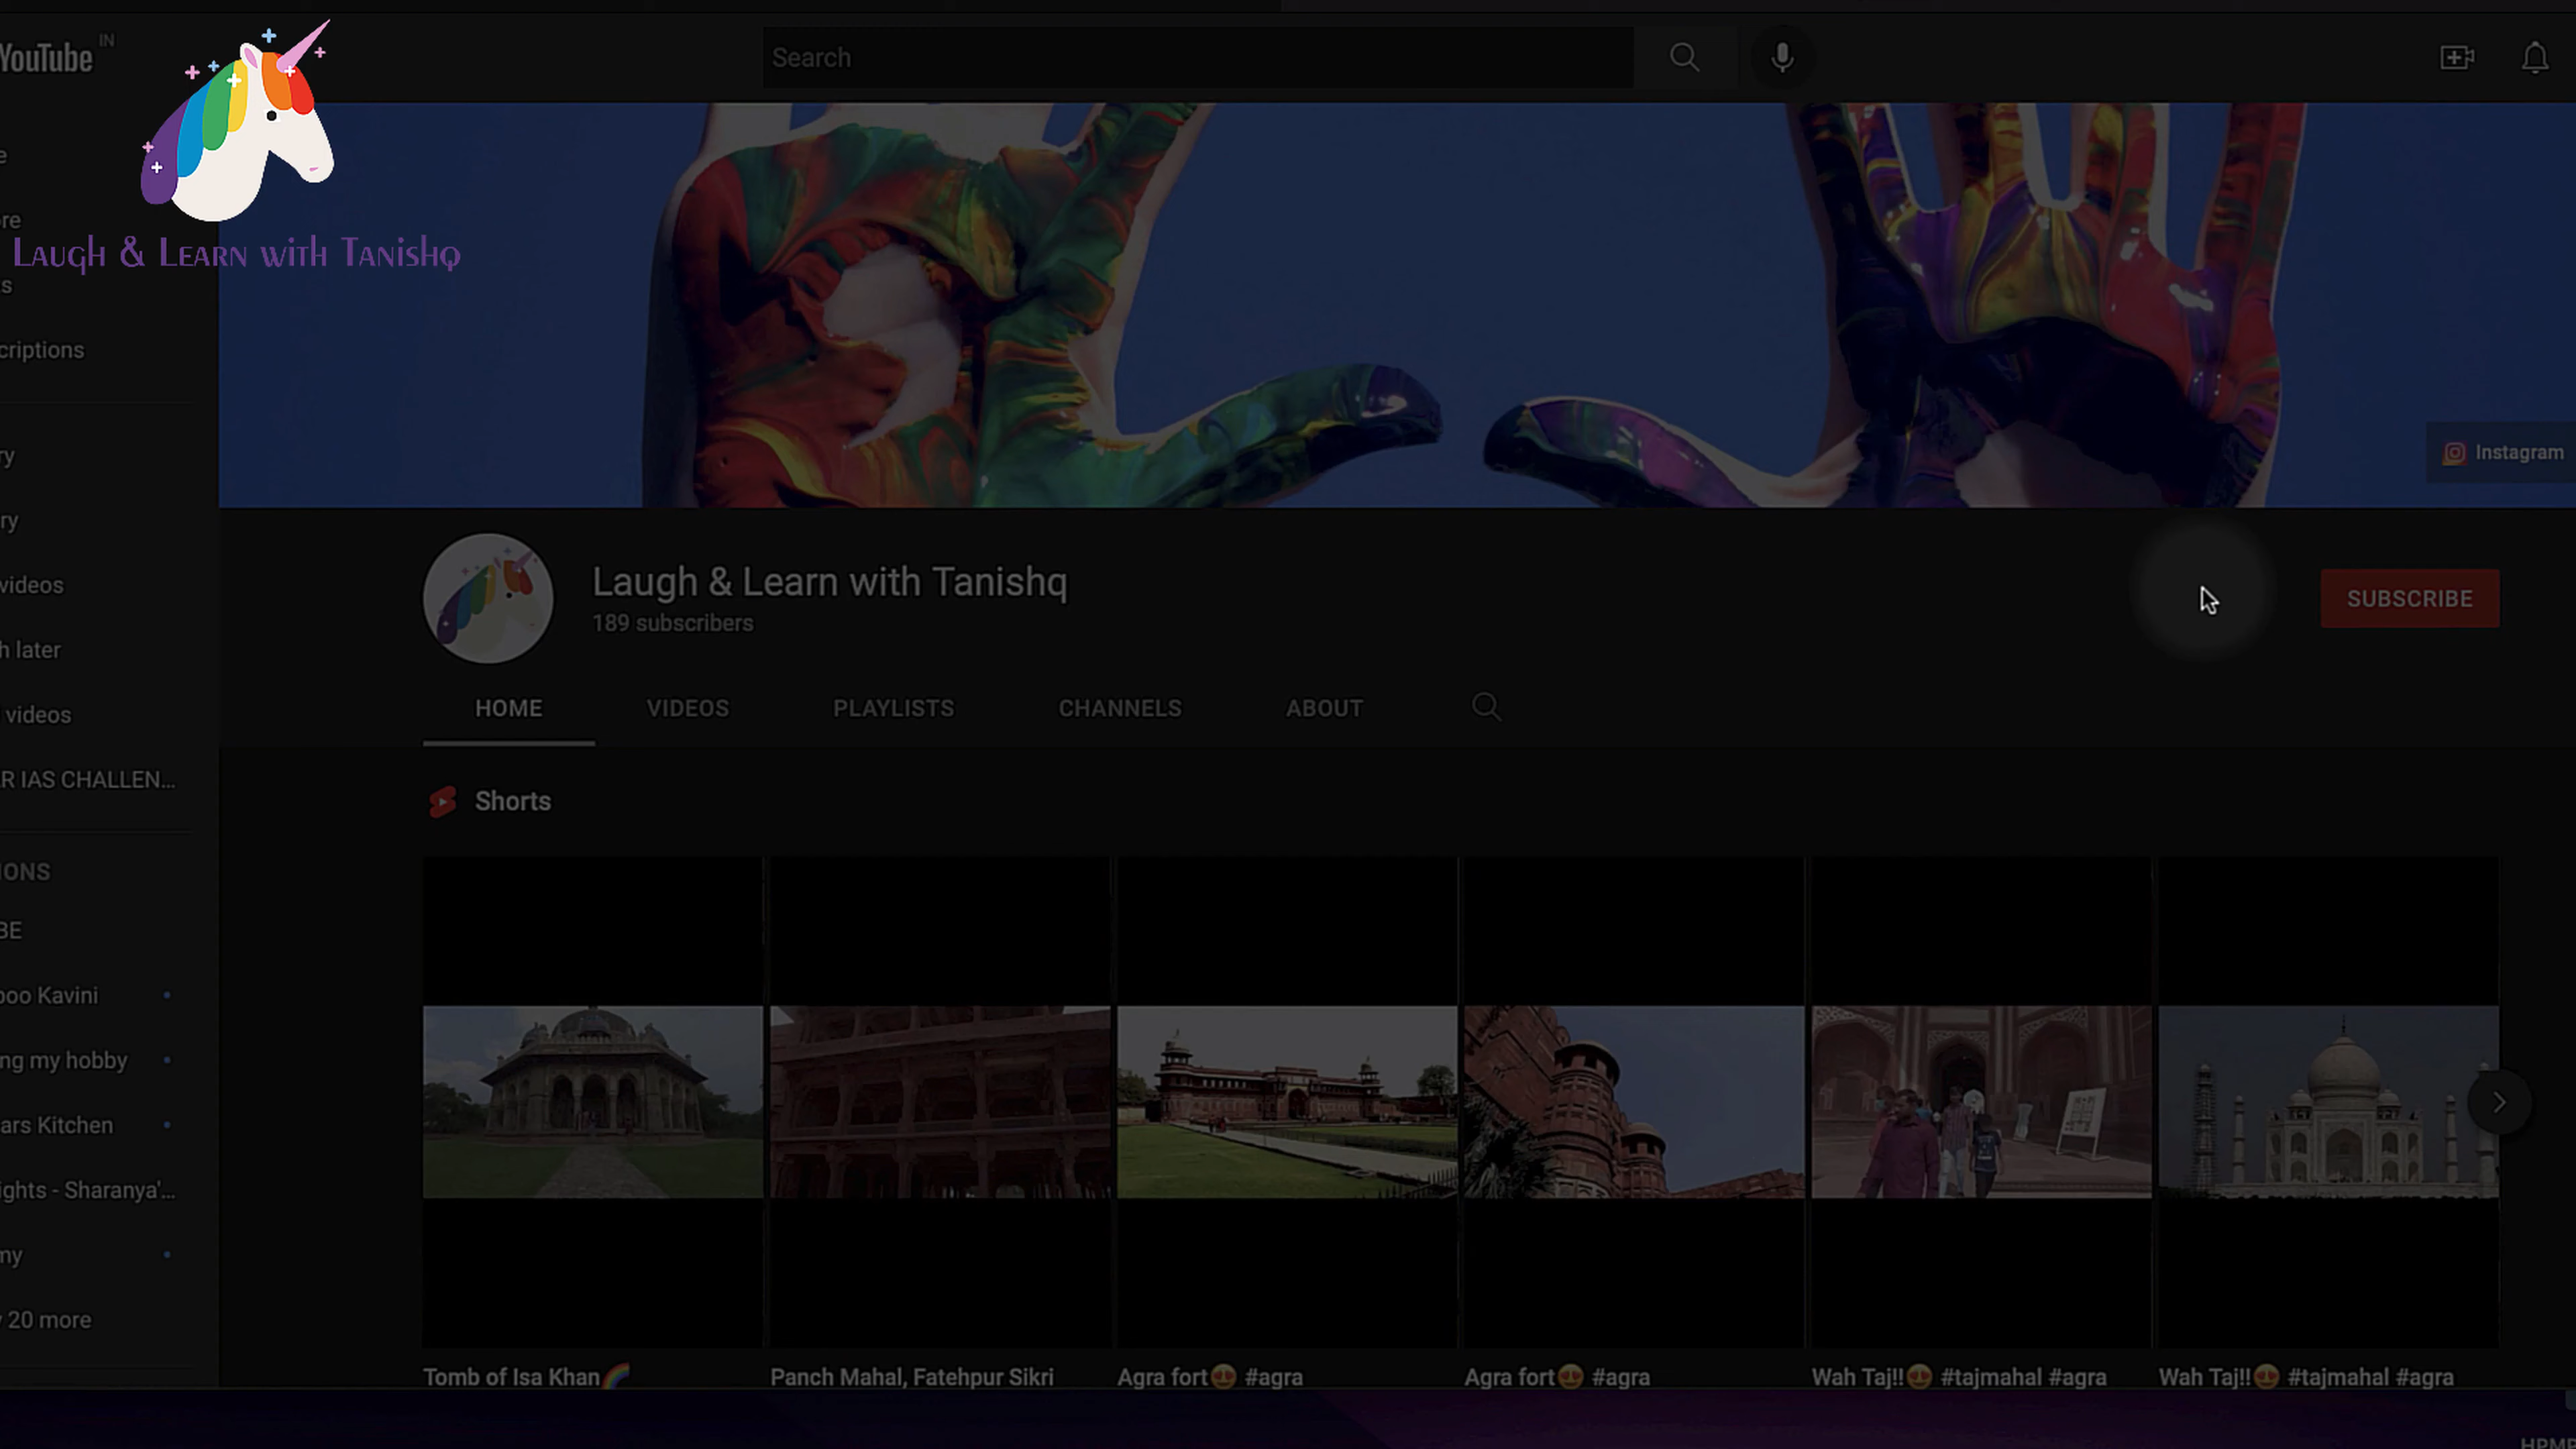 YouTube IN
Search
e
re
Laugh & Learn with Tanishq
s
criptions
Instagram
ry
ry
videos
h later
videos
R IAS CHALLEN...
IONS
BE
oo Kavini
ng my hobby
ars Kitchen
ights - Sharanya'...
my
20 more
Laugh & Learn with Tanishq
189 subscribers
SUBSCRIBE
HOME VIDEOS PLAYLISTS CHANNELS ABOUT
Shorts
Tomb of Isa Khan🌈
Panch Mahal, Fatehpur Sikri
Agra fort😍 #agra
Agra fort😍 #agra
Wah Taj!!😍 #tajmahal #agra
Wah Taj!!😍 #tajmahal #agra